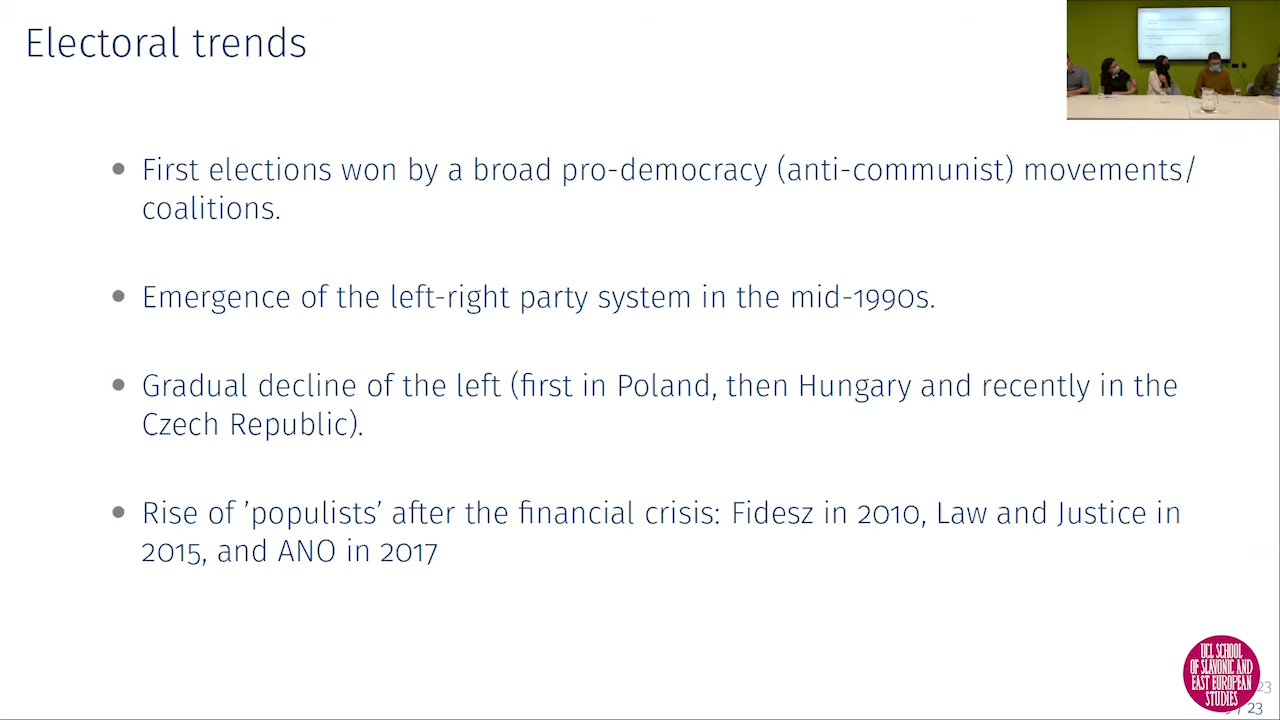 Electoral trends
• First elections won by a broad pro-democracy (anti-communist) movements/
coalitions.
• Emergence of the left-right party system in the mid-1990s.
• Gradual decline of the left (first in Poland, then Hungary and recently in the
Czech Republic).
• Rise of ’populists’ after the financial crisis: Fidesz in 2010, Law and Justice in
2015, and ANO in 2017
UCL SCHOOL
OF SLAVONIC AND
EAST EUROPEAN
STUDIES
23
/ 23